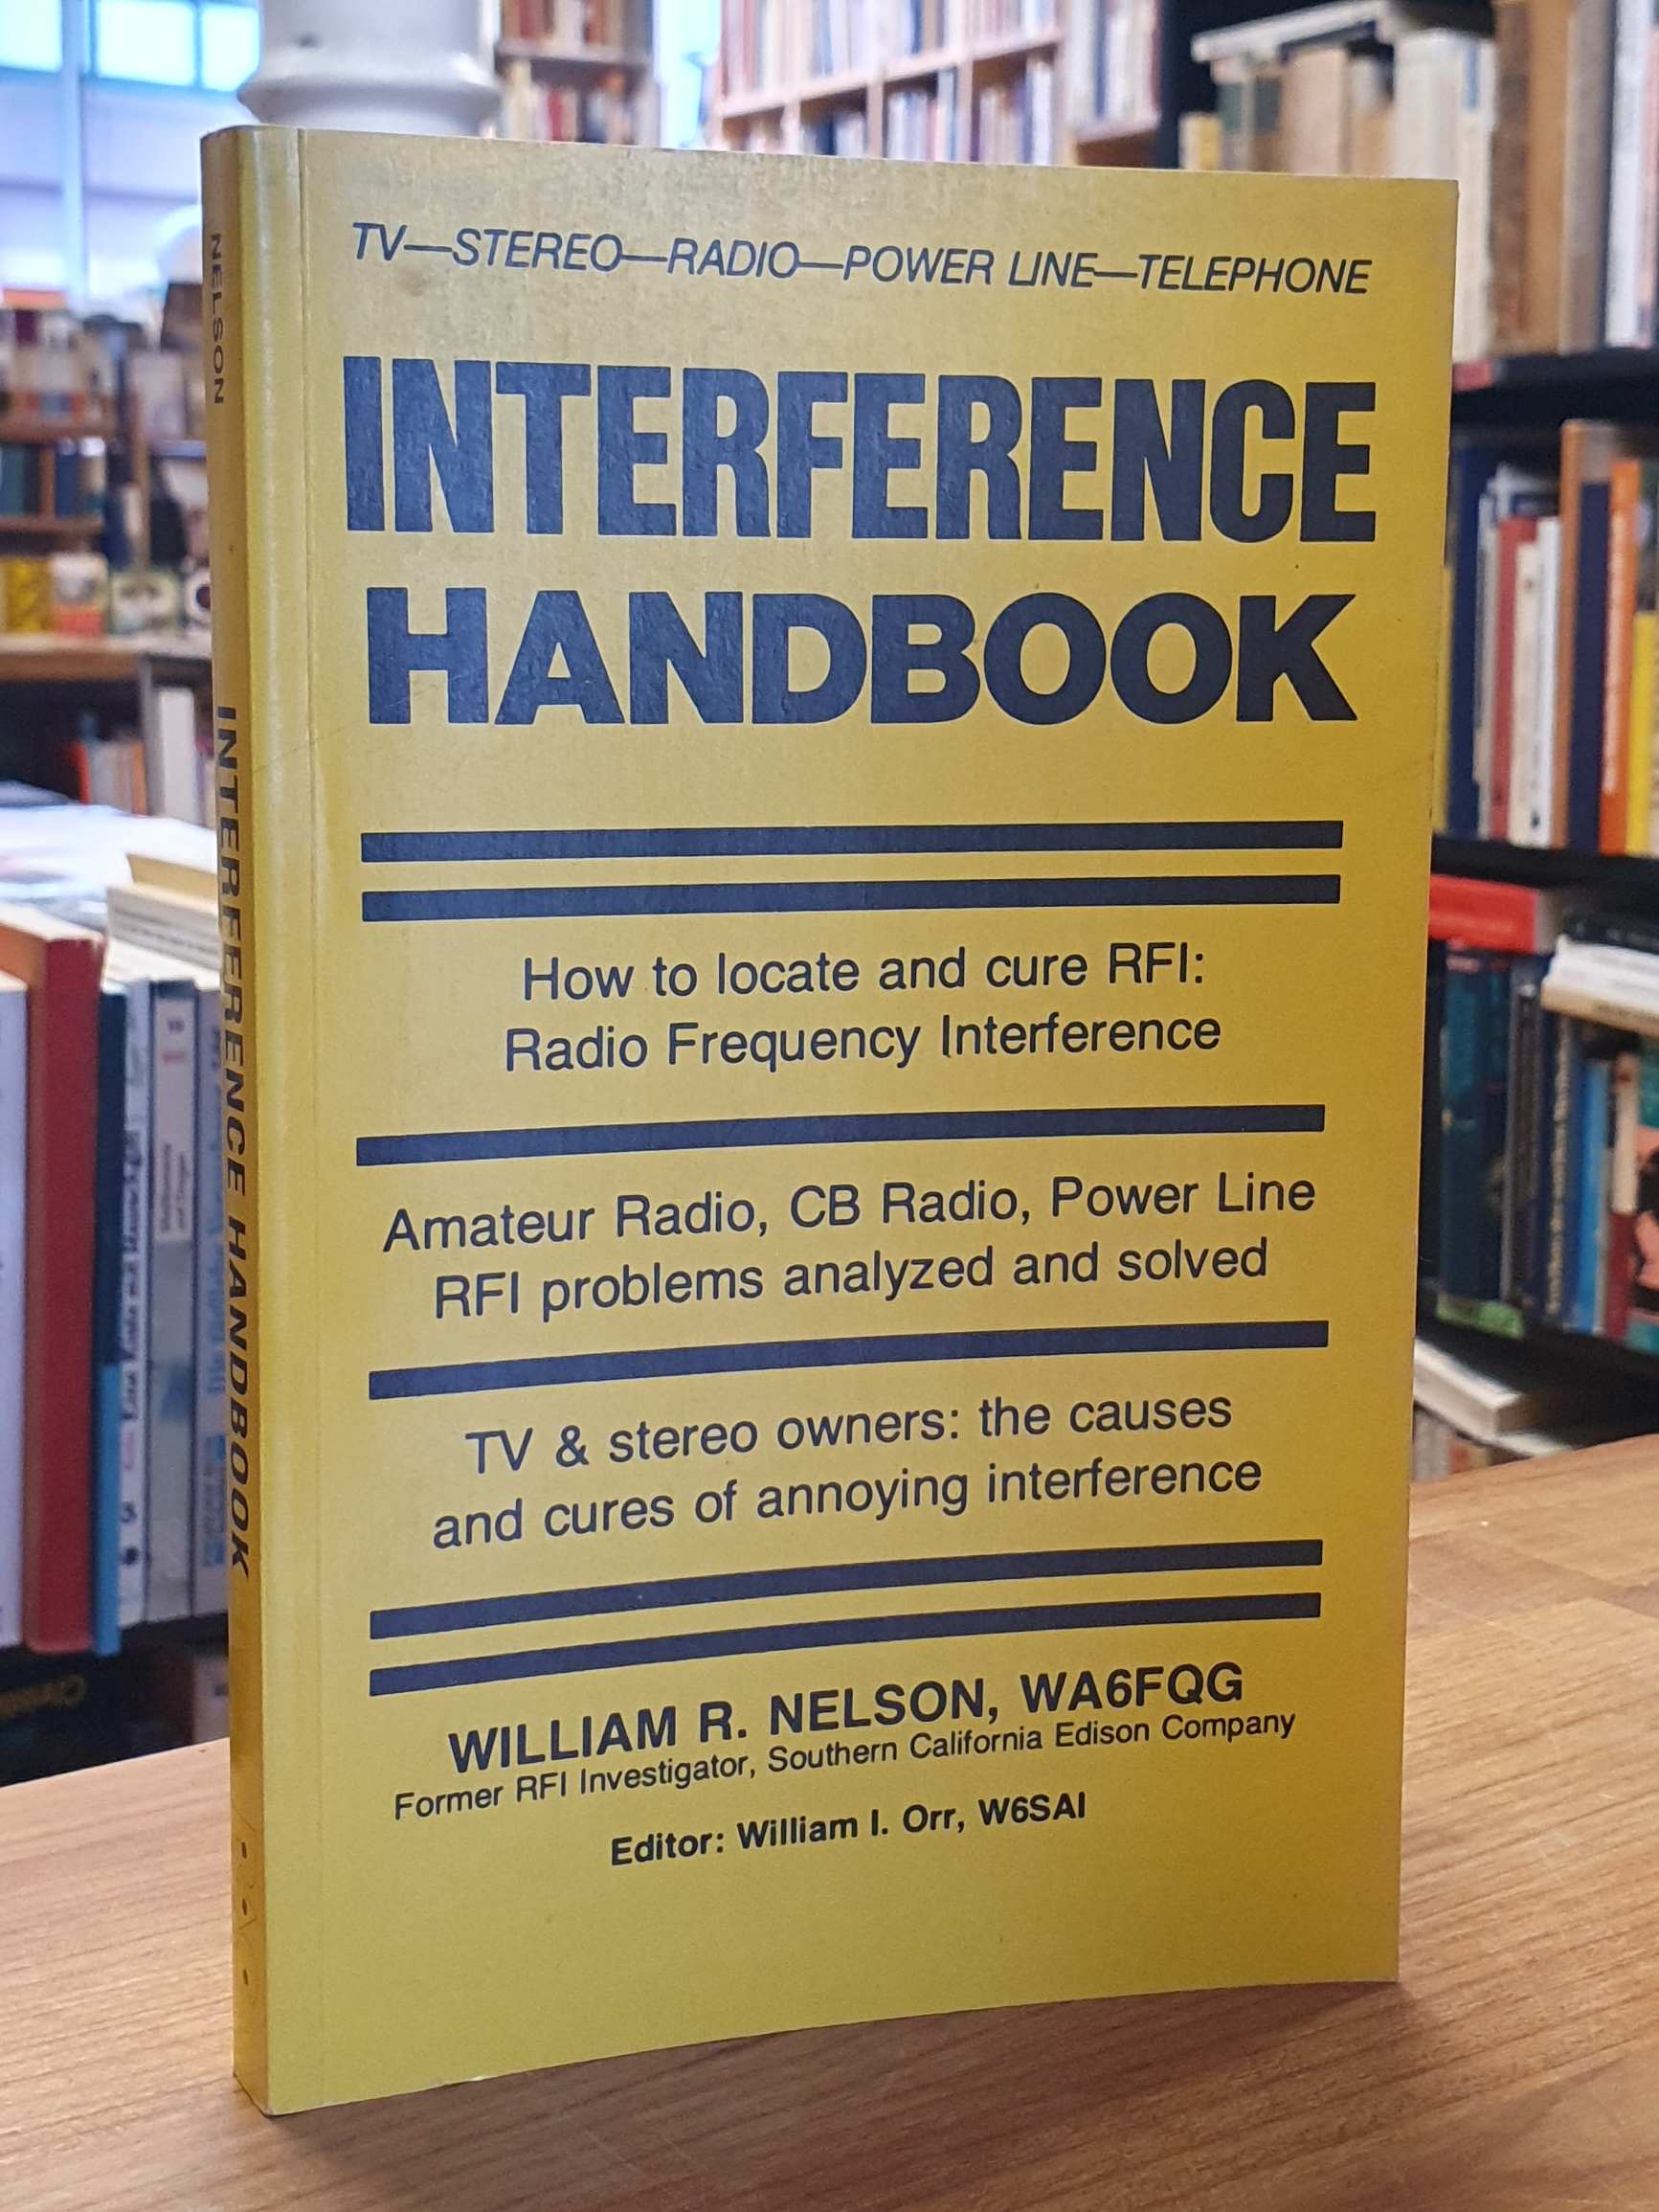 TV—STEREO—RADIO—POWER LINE—TELEPHONE
INTERFERENCE
HANDBOOK
How to locate and cure RFI:
Radio Frequency Interference
Amateur Radio, CB Radio, Power Line
RFI problems analyzed and solved
TV & stereo owners: the causes
and cures of annoying interference
WILLIAM R. NELSON, WA6FQG
Former RFI Investigator, Southern California Edison Company
Editor: William I. Orr, W6SAI
NELSON
INTERFERENCE HANDBOOK